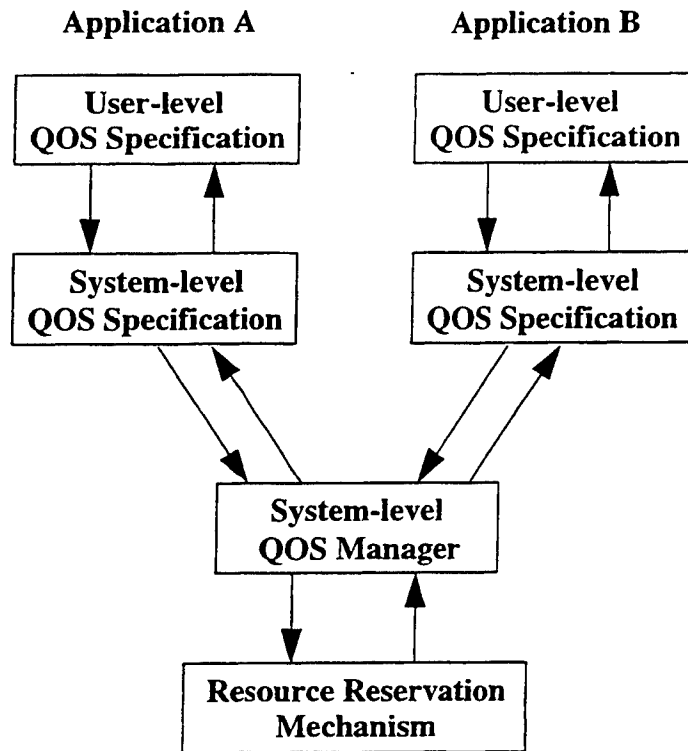 Application A
Application B
User-level
QOS Specification
User-level
QOS Specification
System-level
QOS Specification
System-level
QOS Specification
System-level
QOS Manager
Resource Reservation
Mechanism